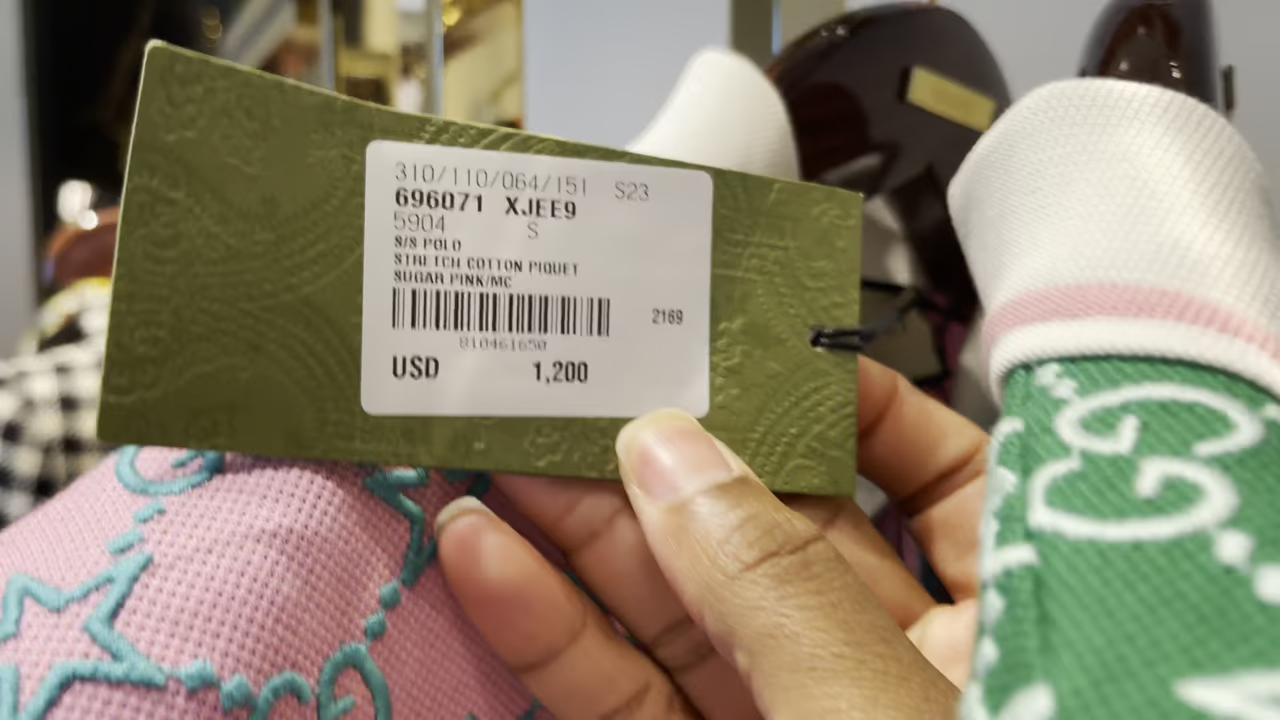 310/110/064/151 S23
696071 XJEE9
5904 S
S/S POLO
STRETCH COTTON PIQUET
SUGAR PINK/MC
2169
810461650
USD 1,200